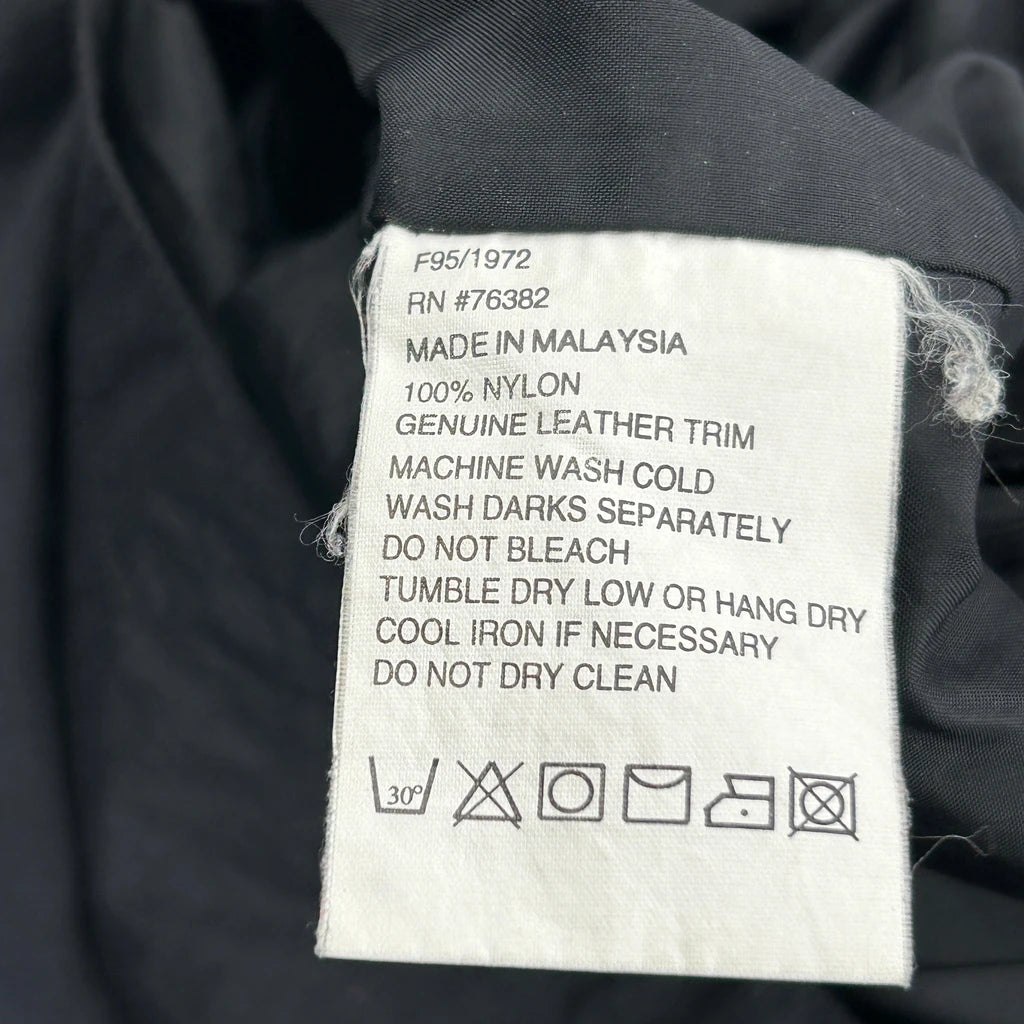 F95/1972
RN #76382
MADE IN MALAYSIA
100% NYLON
GENUINE LEATHER TRIM
MACHINE WASH COLD
WASH DARKS SEPARATELY
DO NOT BLEACH
TUMBLE DRY LOW OR HANG DRY
COOL IRON IF NECESSARY
DO NOT DRY CLEAN
30°